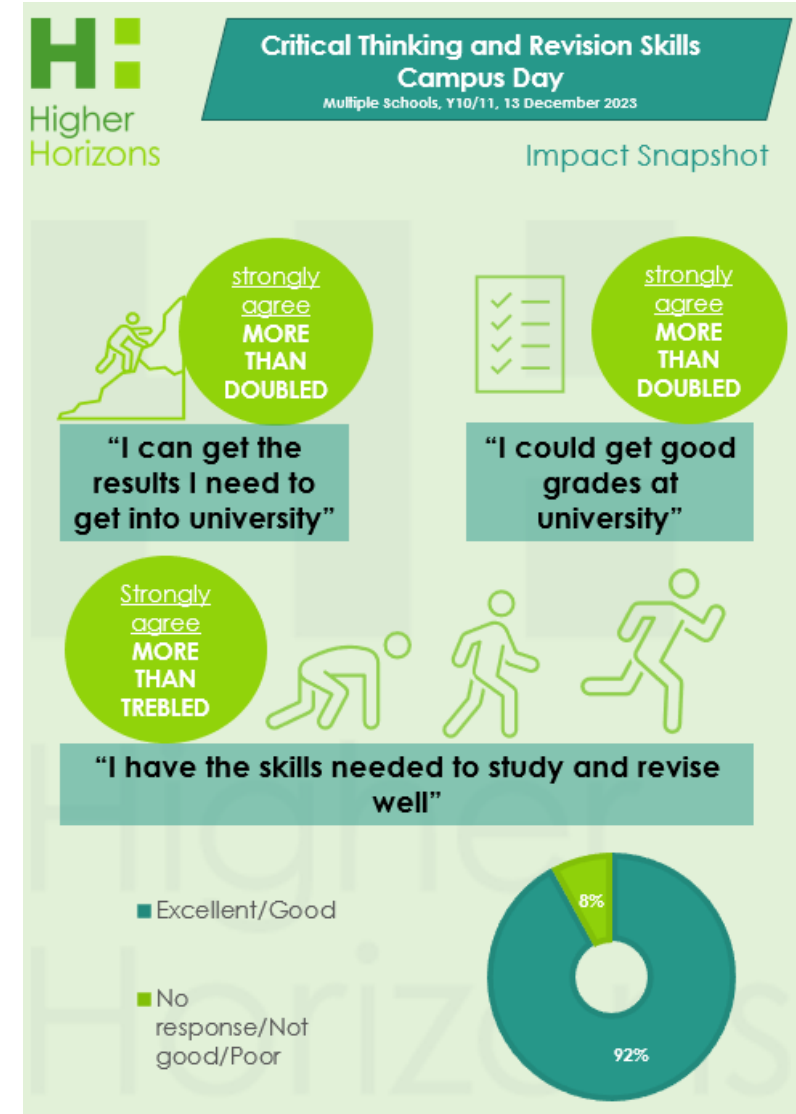 Higher
Horizons
Critical Thinking and Revision Skills
Campus Day
Multiple Schools, Y10/11, 13 December 2023
Impact Snapshot
strongly
agree
MORE
THAN
DOUBLED
“I can get the
results I need to
get into university”
strongly
agree
MORE
THAN
DOUBLED
“I could get good
grades at
university”
Strongly
agree
MORE
THAN
TREBLED
“I have the skills needed to study and revise
well”
Excellent/Good
No
response/Not
good/Poor
8%
92%
Higher
Horizons